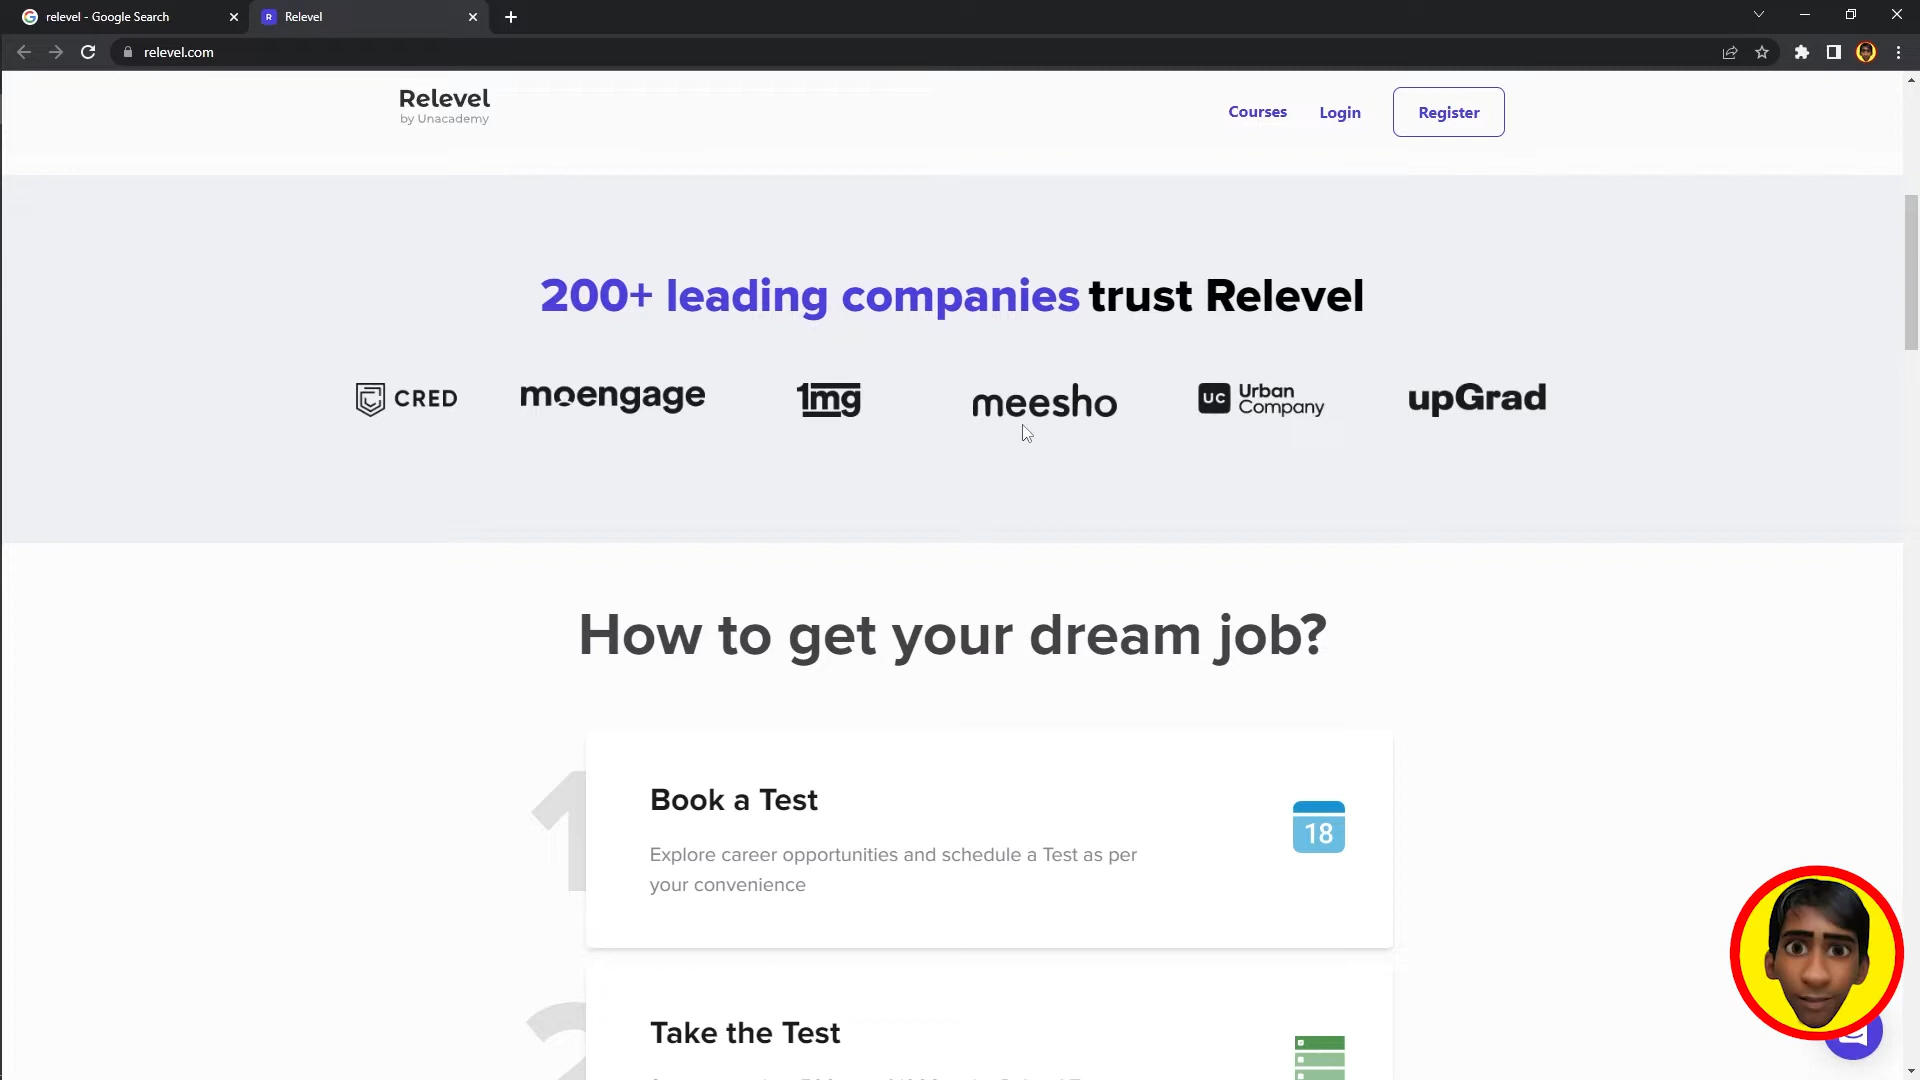 relevel - Google Search
Relevel
relevel.com
Relevel
by Unacademy
Courses
Login
Register
200+ leading companies trust Relevel
CRED
moengage
1mg
meesho
UC Urban Company
upGrad
How to get your dream job?
1
Book a Test
18
Explore career opportunities and schedule a Test as per
your convenience
2
Take the Test